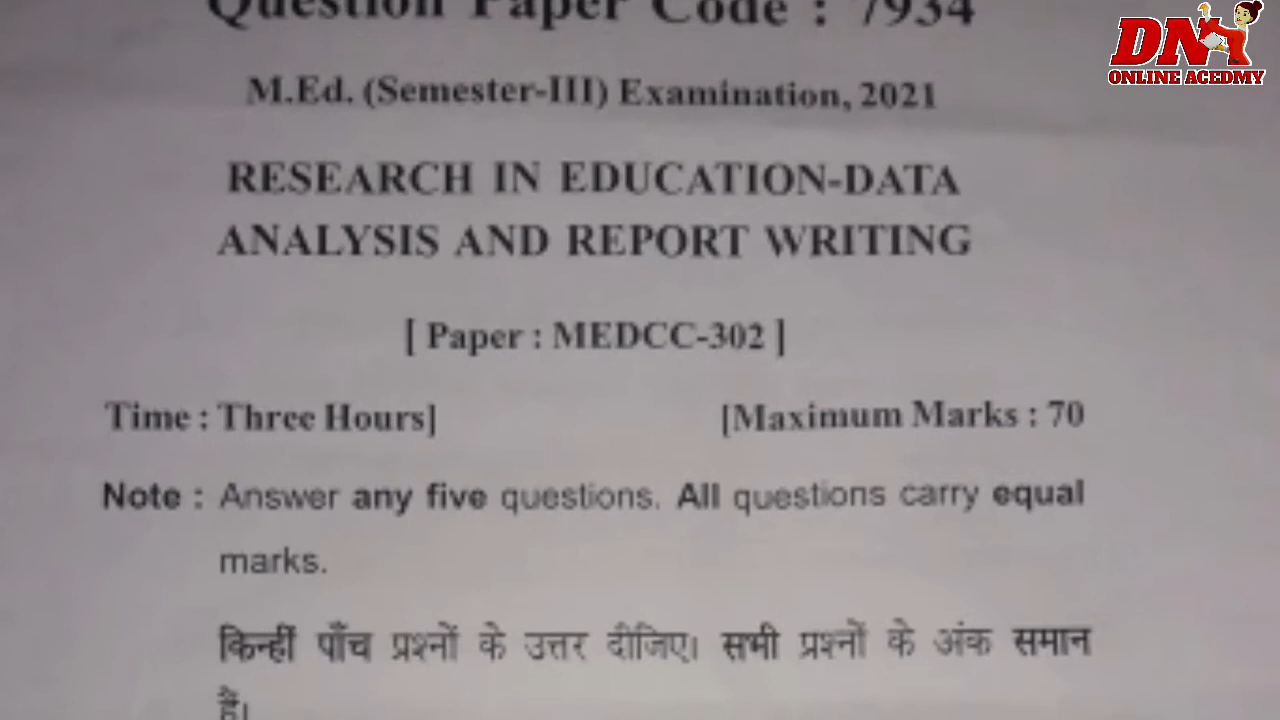 Question Paper Code : 7934
DN
ONLINE ACEDMY
M.Ed. (Semester-III) Examination, 2021
RESEARCH IN EDUCATION-DATA
ANALYSIS AND REPORT WRITING
[ Paper : MEDCC-302 ]
Time : Three Hours]
[Maximum Marks : 70
Note : Answer any five questions. All questions carry equal
marks.
किन्हीं पाँच प्रश्नों के उत्तर दीजिए। सभी प्रश्नों के अंक समान
हैं।